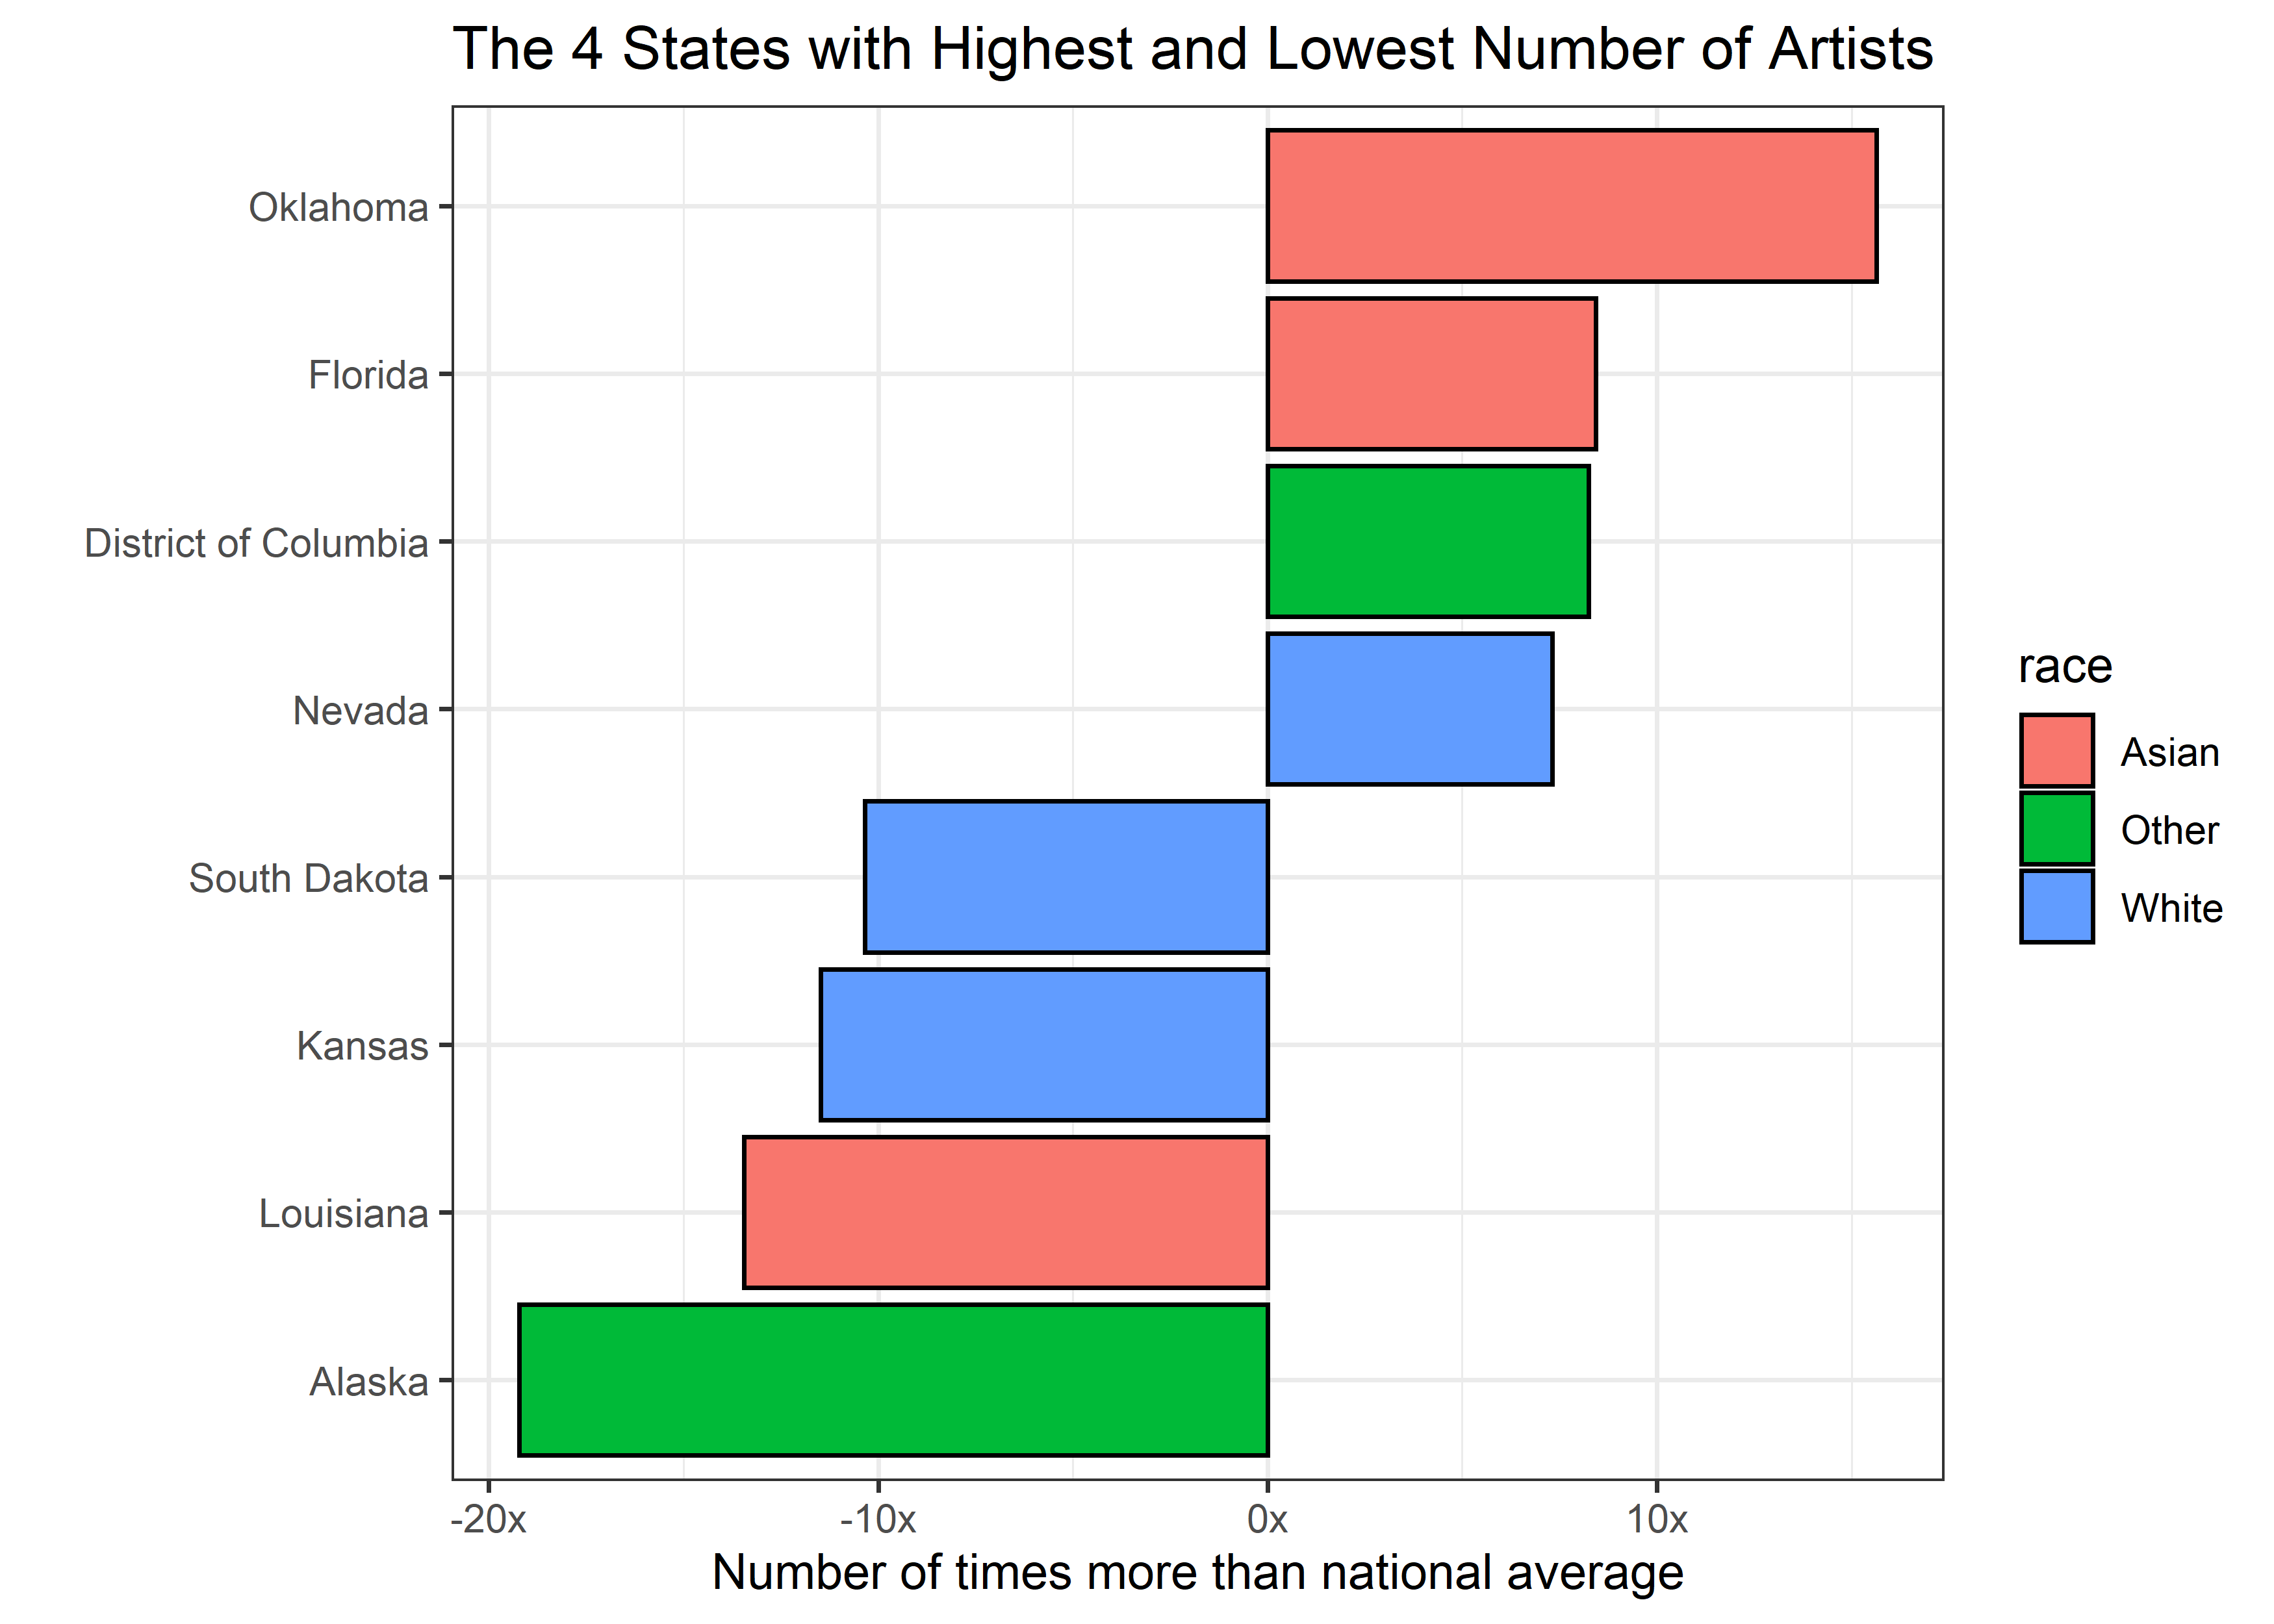 The 4 States with Highest and Lowest Number of Artists
Oklahoma
Florida
District of Columbia
Nevada
South Dakota
Kansas
Louisiana
Alaska
-20x
-10x
0x
10x
Number of times more than national average
race
Asian
Other
White